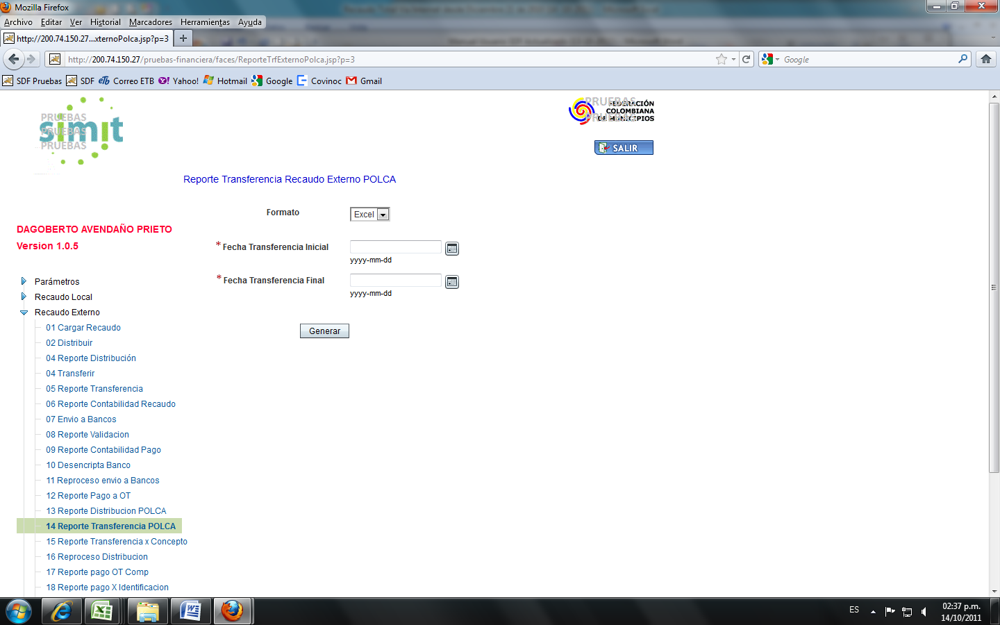 Mozilla Firefox
Archivo Editar Ver Historial Marcadores Herramientas Ayuda
http://200.74.150.27...xternoPolca.jsp?p=3
http://200.74.150.27/pruebas-financiera/faces/ReporteTrfExternoPolca.jsp?p=3
Google
SDF Pruebas SDF Correo ETB Yahoo! Hotmail Google Covinoc Gmail
PRUEBAS
PRUEBAS
PRUEBAS
simit
PRUEBAS
PRUEBAS
FEDERACIÓN
COLOMBIANA
DE MUNICIPIOS
SALIR
Reporte Transferencia Recaudo Externo POLCA
Formato Excel
DAGOBERTO AVENDAÑO PRIETO
Version 1.0.5
* Fecha Transferencia Inicial
yyyy-mm-dd
* Fecha Transferencia Final
yyyy-mm-dd
Generar
Parámetros
Recaudo Local
Recaudo Externo
01 Cargar Recaudo
02 Distribuir
04 Reporte Distribución
04 Transferir
05 Reporte Transferencia
06 Reporte Contabilidad Recaudo
07 Envio a Bancos
08 Reporte Validacion
09 Reporte Contabilidad Pago
10 Desencripta Banco
11 Reproceso envio a Bancos
12 Reporte Pago a OT
13 Reporte Distribucion POLCA
14 Reporte Transferencia POLCA
15 Reporte Transferencia x Concepto
16 Reproceso Distribucion
17 Reporte pago OT Comp
18 Reporte pago X Identificacion
ES
02:37 p.m.
14/10/2011